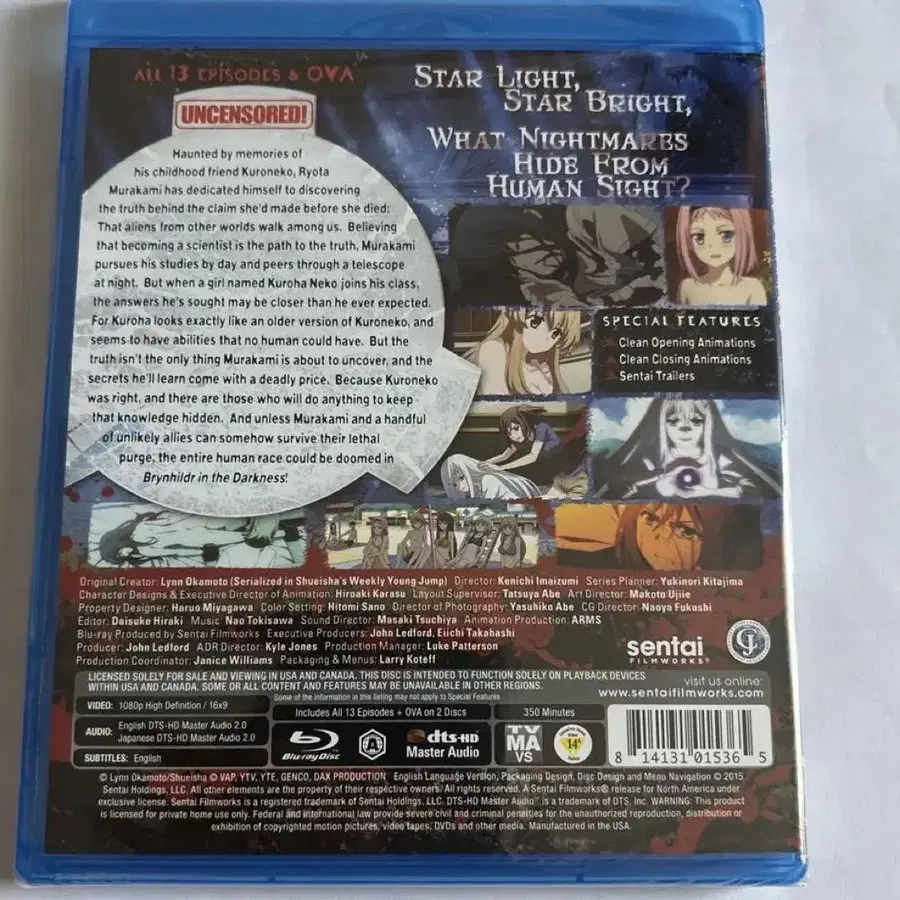 ALL 13 EPISODES & OVA
UNCENSORED!
STAR LIGHT,
STAR BRIGHT,
WHAT NIGHTMARES
HIDE FROM
HUMAN SIGHT?
Haunted by memories of
his childhood friend Kuroneko, Ryota
Murakami has dedicated himself to discovering
the truth behind the claim she'd made before she died:
That aliens from other worlds walk among us. Believing
that becoming a scientist is the path to the truth, Murakami
pursues his studies by day and peers through a telescope
at night. But when a girl named Kuroha Neko joins his class,
the answers he's sought may be closer than he ever expected.
For Kuroha looks exactly like an older version of Kuroneko, and
seems to have abilities that no human could have. But the
truth isn't the only thing Murakami is about to uncover, and the
secrets he'll learn come with a deadly price. Because Kuroneko
was right, and there are those who will do anything to keep
that knowledge hidden. And unless Murakami and a handful
of unlikely allies can somehow survive their lethal
purge, the entire human race could be doomed in
Brynhildr in the Darkness!
SPECIAL FEATURES
Clean Opening Animations
Clean Closing Animations
Sentai Trailers
Original Creator: Lynn Okamoto (Serialized in Shueisha's Weekly Young Jump) Director: Kenichi Imaizumi Series Planner: Yukinori Kitajima
Character Designs & Executive Director of Animation: Hiroaki Karasu Layout Supervisor: Tatsuya Abe Art Director: Makoto Ujiie
Property Designer: Haruo Miyagawa Color Setting: Hitomi Sano Director of Photography: Yasuhiko Abe CG Director: Naoya Fukushi
Editor: Daisuke Hiraki Music: Nao Tokisawa Sound Director: Masaki Tsuchiya Animation Production: ARMS
Blu-ray Produced by Sentai Filmworks Executive Producers: John Ledford, Eiichi Takahashi
Producer: John Ledford ADR Director: Kyle Jones Production Manager: Luke Patterson
Production Coordinator: Janice Williams Packaging & Menus: Larry Koteff
sentai
FILMWORKS
LICENSED SOLELY FOR SALE AND VIEWING IN USA AND CANADA. THIS DISC IS INTENDED TO FUNCTION SOLELY ON PLAYBACK DEVICES
WITHIN USA AND CANADA. SOME OR ALL CONTENT AND FEATURES MAY BE UNAVAILABLE IN OTHER REGIONS.
Some of the information in this listing may not apply to Special Features.
visit us online:
www.sentaifilmworks.com
VIDEO: 1080p High Definition / 16x9
AUDIO: English DTS-HD Master Audio 2.0
Japanese DTS-HD Master Audio 2.0
SUBTITLES: English
Includes All 13 Episodes + OVA on 2 Discs
350 Minutes
Blu-ray Disc
A
dts-HD
Master Audio
TV
MA
VS
14+
8 14131 01536 5
© Lynn Okamoto/Shueisha © VAP, YTV, YTE, GENCO, DAX PRODUCTION English Language Version, Packaging Design, Disc Design and Menu Navigation © 2015
Sentai Holdings, LLC. All other elements are the property of their respective owners. All rights reserved. A Sentai Filmworks® release for North America under
exclusive license. Sentai Filmworks is a registered trademark of Sentai Holdings, LLC. DTS-HD Master Audio™ is a trademark of DTS, Inc. WARNING: This product
is licensed for private home use only. Federal and international law provide severe civil and criminal penalties for the unauthorized reproduction, distribution or
exhibition of copyrighted motion pictures, video tapes, DVDs and other media. Manufactured in the USA.